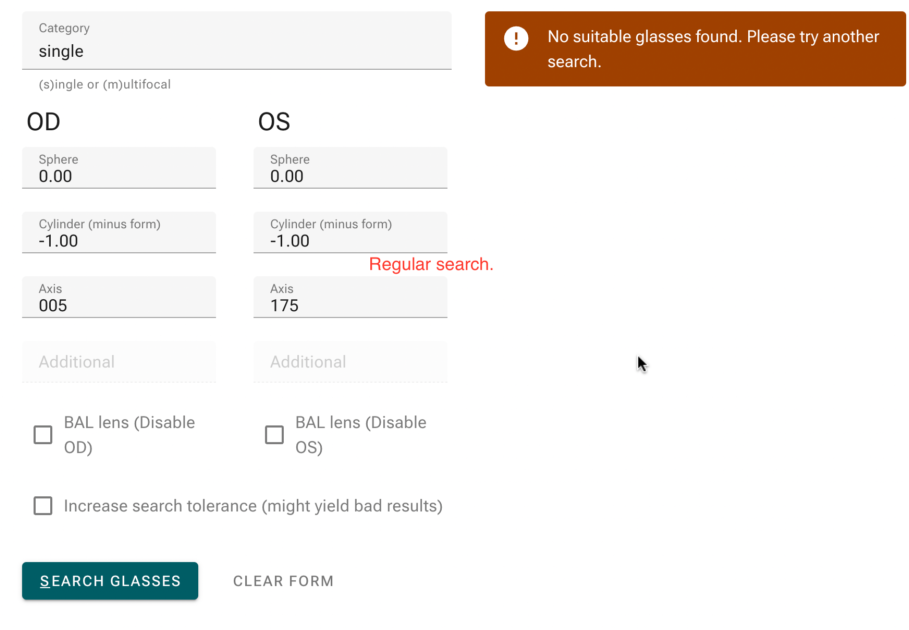 Category
single
(s)ingle or (m)ultifocal
No suitable glasses found. Please try another
search.
OD
OS
Sphere
0.00
Sphere
0.00
Cylinder (minus form)
-1.00
Cylinder (minus form)
-1.00
Regular search.
Axis
005
Axis
175
Additional
Additional
BAL lens (Disable
OD)
BAL lens (Disable
OS)
Increase search tolerance (might yield bad results)
SEARCH GLASSES
CLEAR FORM